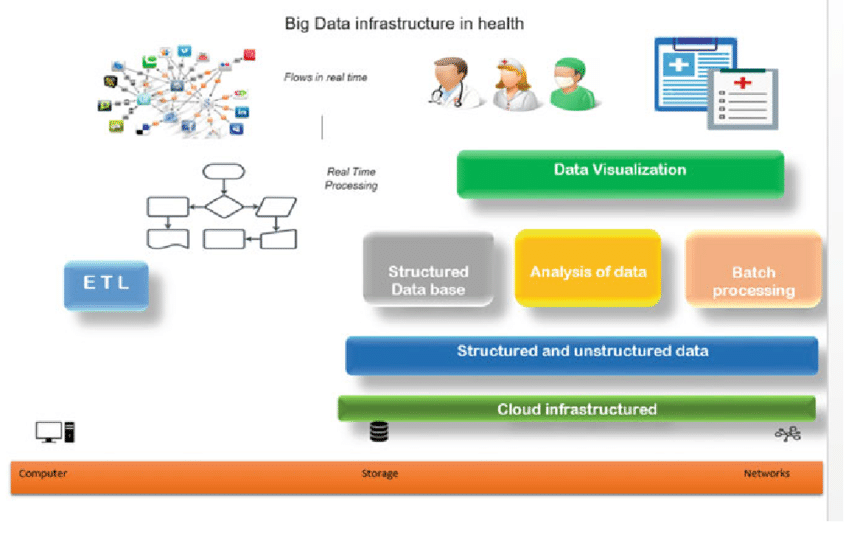 Big Data infrastructure in health
Flows in real time
Real Time
Processing
Data Visualization
ETL
Structured
Data base
Analysis of data
Batch
processing
Structured and unstructured data
Cloud infrastructured
Computer
Storage
Networks